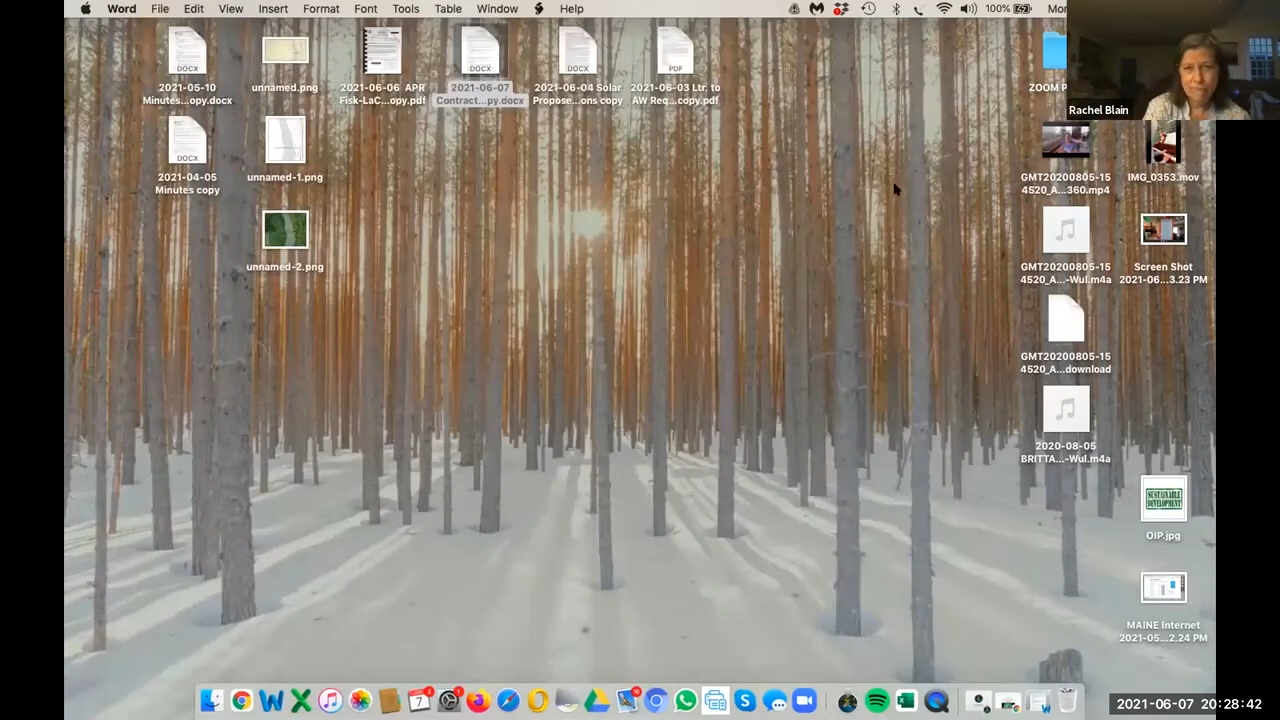 Word File Edit View Insert Format Font Tools Table Window Help 100% Mon
Rachel Blain
DOCX
2021-05-10
Minutes...opy.docx
unnamed.png
2021-06-06 APR
Fisk-LaC...opy.pdf
DOCX
2021-06-07
Contract...py.docx
DOCX
2021-06-04 Solar
Propose...ons copy
PDF
2021-06-03 Ltr. to
AW Req...copy.pdf
ZOOM P
DOCX
2021-04-05
Minutes copy
unnamed-1.png
GMT20200805-15
4520_A...360.mp4
IMG_0353.mov
unnamed-2.png
GMT20200805-15
4520_A...-Wul.m4a
Screen Shot
2021-06...3.23 PM
GMT20200805-15
4520_A...download
2020-08-05
BRITTA...-Wul.m4a
SUSTAINABLE
DEVELOPMENT
OIP.jpg
MAINE Internet
2021-05...2.24 PM
7
2021-06-07 20:28:42